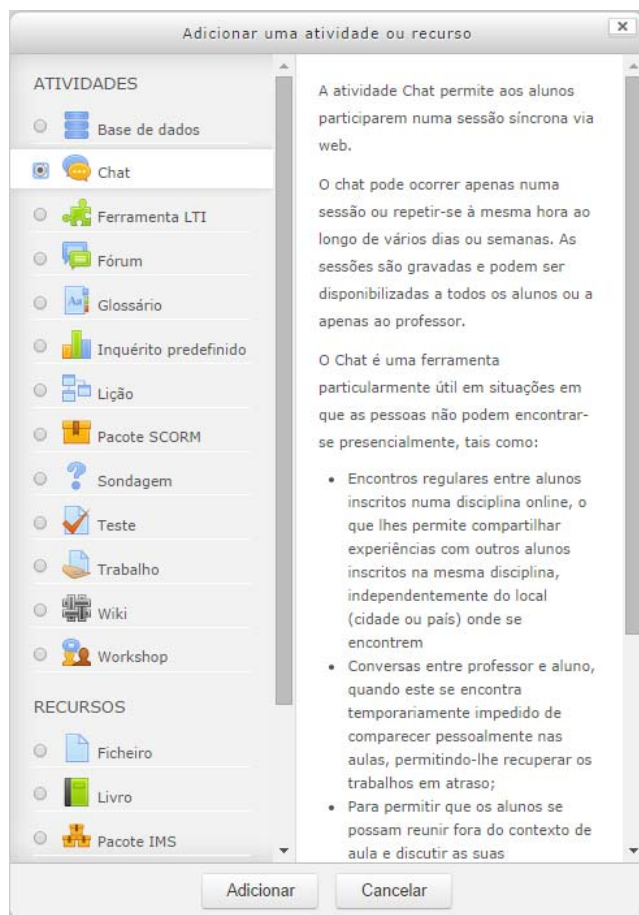 Adicionar uma atividade ou recurso
ATIVIDADES
Base de dados
Chat
Ferramenta LTI
Fórum
Glossário
Inquérito predefinido
Lição
Pacote SCORM
Sondagem
Teste
Trabalho
Wiki
Workshop
RECURSOS
Ficheiro
Livro
Pacote IMS
A atividade Chat permite aos alunos
participarem numa sessão síncrona via
web.
O chat pode ocorrer apenas numa
sessão ou repetir-se à mesma hora ao
longo de vários dias ou semanas. As
sessões são gravadas e podem ser
disponibilizadas a todos os alunos ou a
apenas ao professor.
O Chat é uma ferramenta
particularmente útil em situações em
que as pessoas não podem encontrar-
se presencialmente, tais como:
• Encontros regulares entre alunos
inscritos numa disciplina online, o
que lhes permite compartilhar
experiências com outros alunos
inscritos na mesma disciplina,
independentemente do local
(cidade ou país) onde se
encontrem
• Conversas entre professor e aluno,
quando este se encontra
temporariamente impedido de
comparecer pessoalmente nas
aulas, permitindo-lhe recuperar os
trabalhos em atraso;
• Para permitir que os alunos se
possam reunir fora do contexto de
aula e discutir as suas
Adicionar
Cancelar